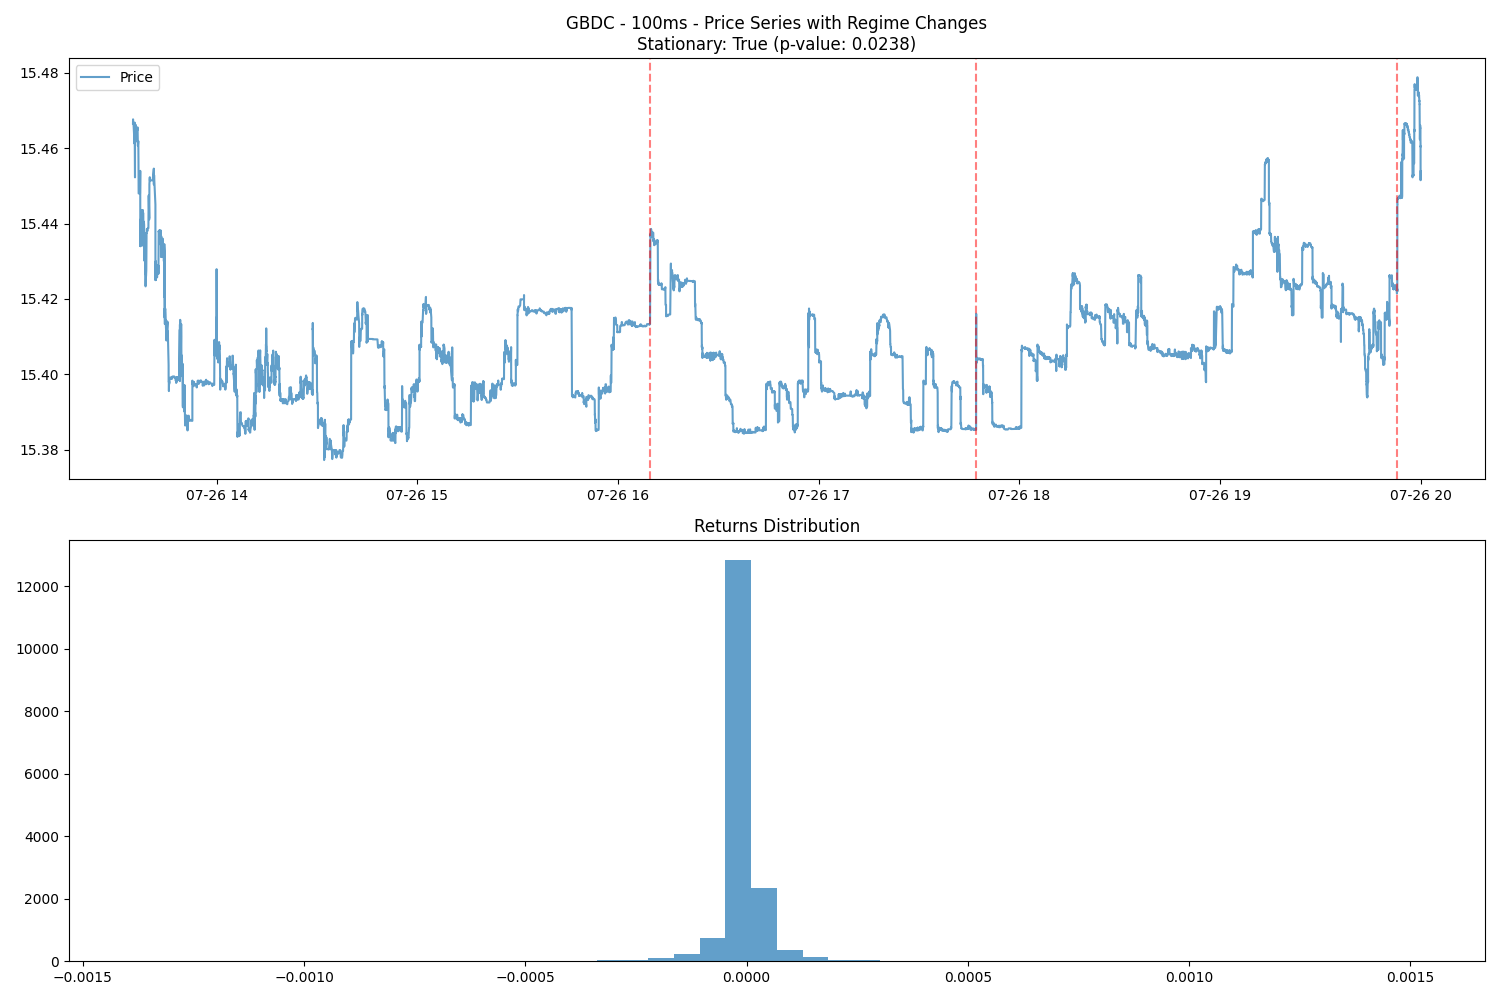 GBDC - 100ms - Price Series with Regime Changes
Stationary: True (p-value: 0.0238)
Price
15.48
15.46
15.44
15.42
15.40
15.38
07-26 14 07-26 15 07-26 16 07-26 17 07-26 18 07-26 19 07-26 20
Returns Distribution
12000
10000
8000
6000
4000
2000
0
−0.0015 −0.0010 −0.0005 0.0000 0.0005 0.0010 0.0015